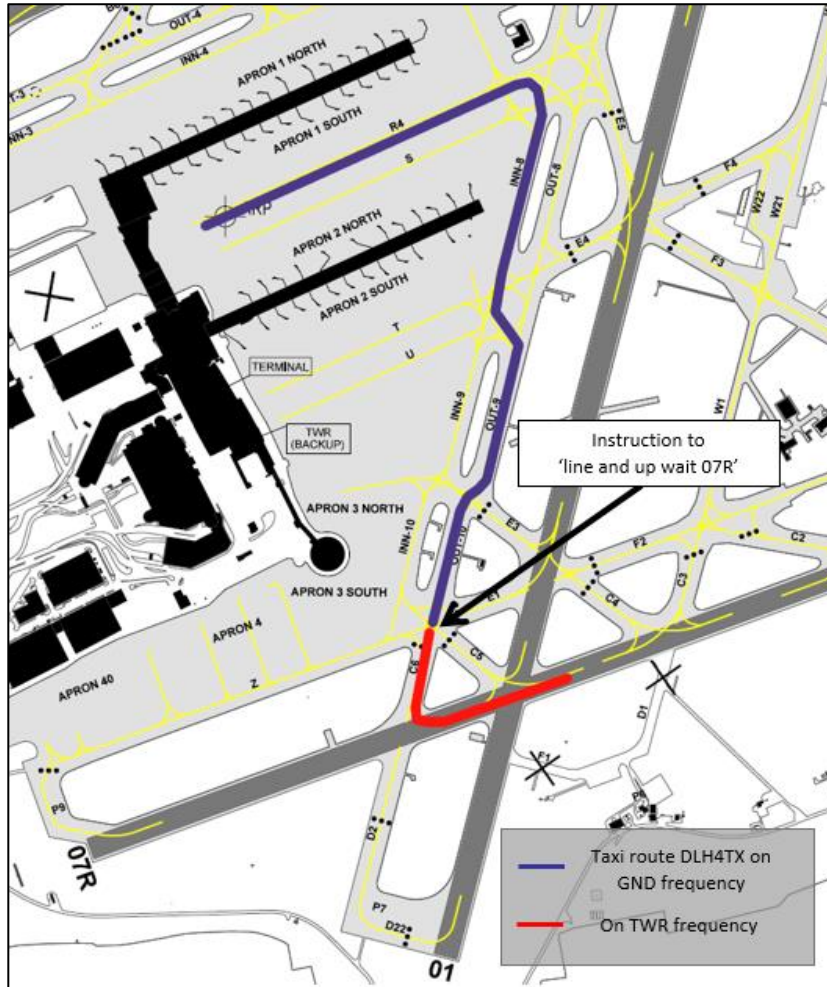 OUT-4
INN-4
INN-3
APRON 1 NORTH
APRON 1 SOUTH
R4
S
E5
F4
INN-8
OUT-8
W22
W21
APRON 2 NORTH
E4
F3
APRON 2 SOUTH
T
U
TERMINAL
INN-9
OUT-9
W1
TWR
(BACKUP)
Instruction to
'line and up wait 07R'
APRON 3 NORTH
INN-10
F2
C2
C3
APRON 3 SOUTH
E1
C4
APRON 4
C5
C6
APRON 40
Z
D1
P9
07R
D2
P7
D22
01
Taxi route DLH4TX on
GND frequency
On TWR frequency